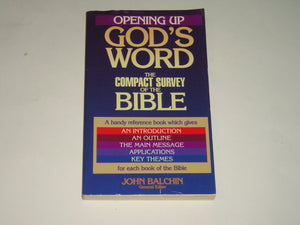 OPENING UP
GOD'S
WORD
THE
COMPACT SURVEY
OF THE
BIBLE
A handy reference book which gives
AN INTRODUCTION
AN OUTLINE
THE MAIN MESSAGE
APPLICATIONS
KEY THEMES
for each book of the Bible
JOHN BALCHIN
General Editor